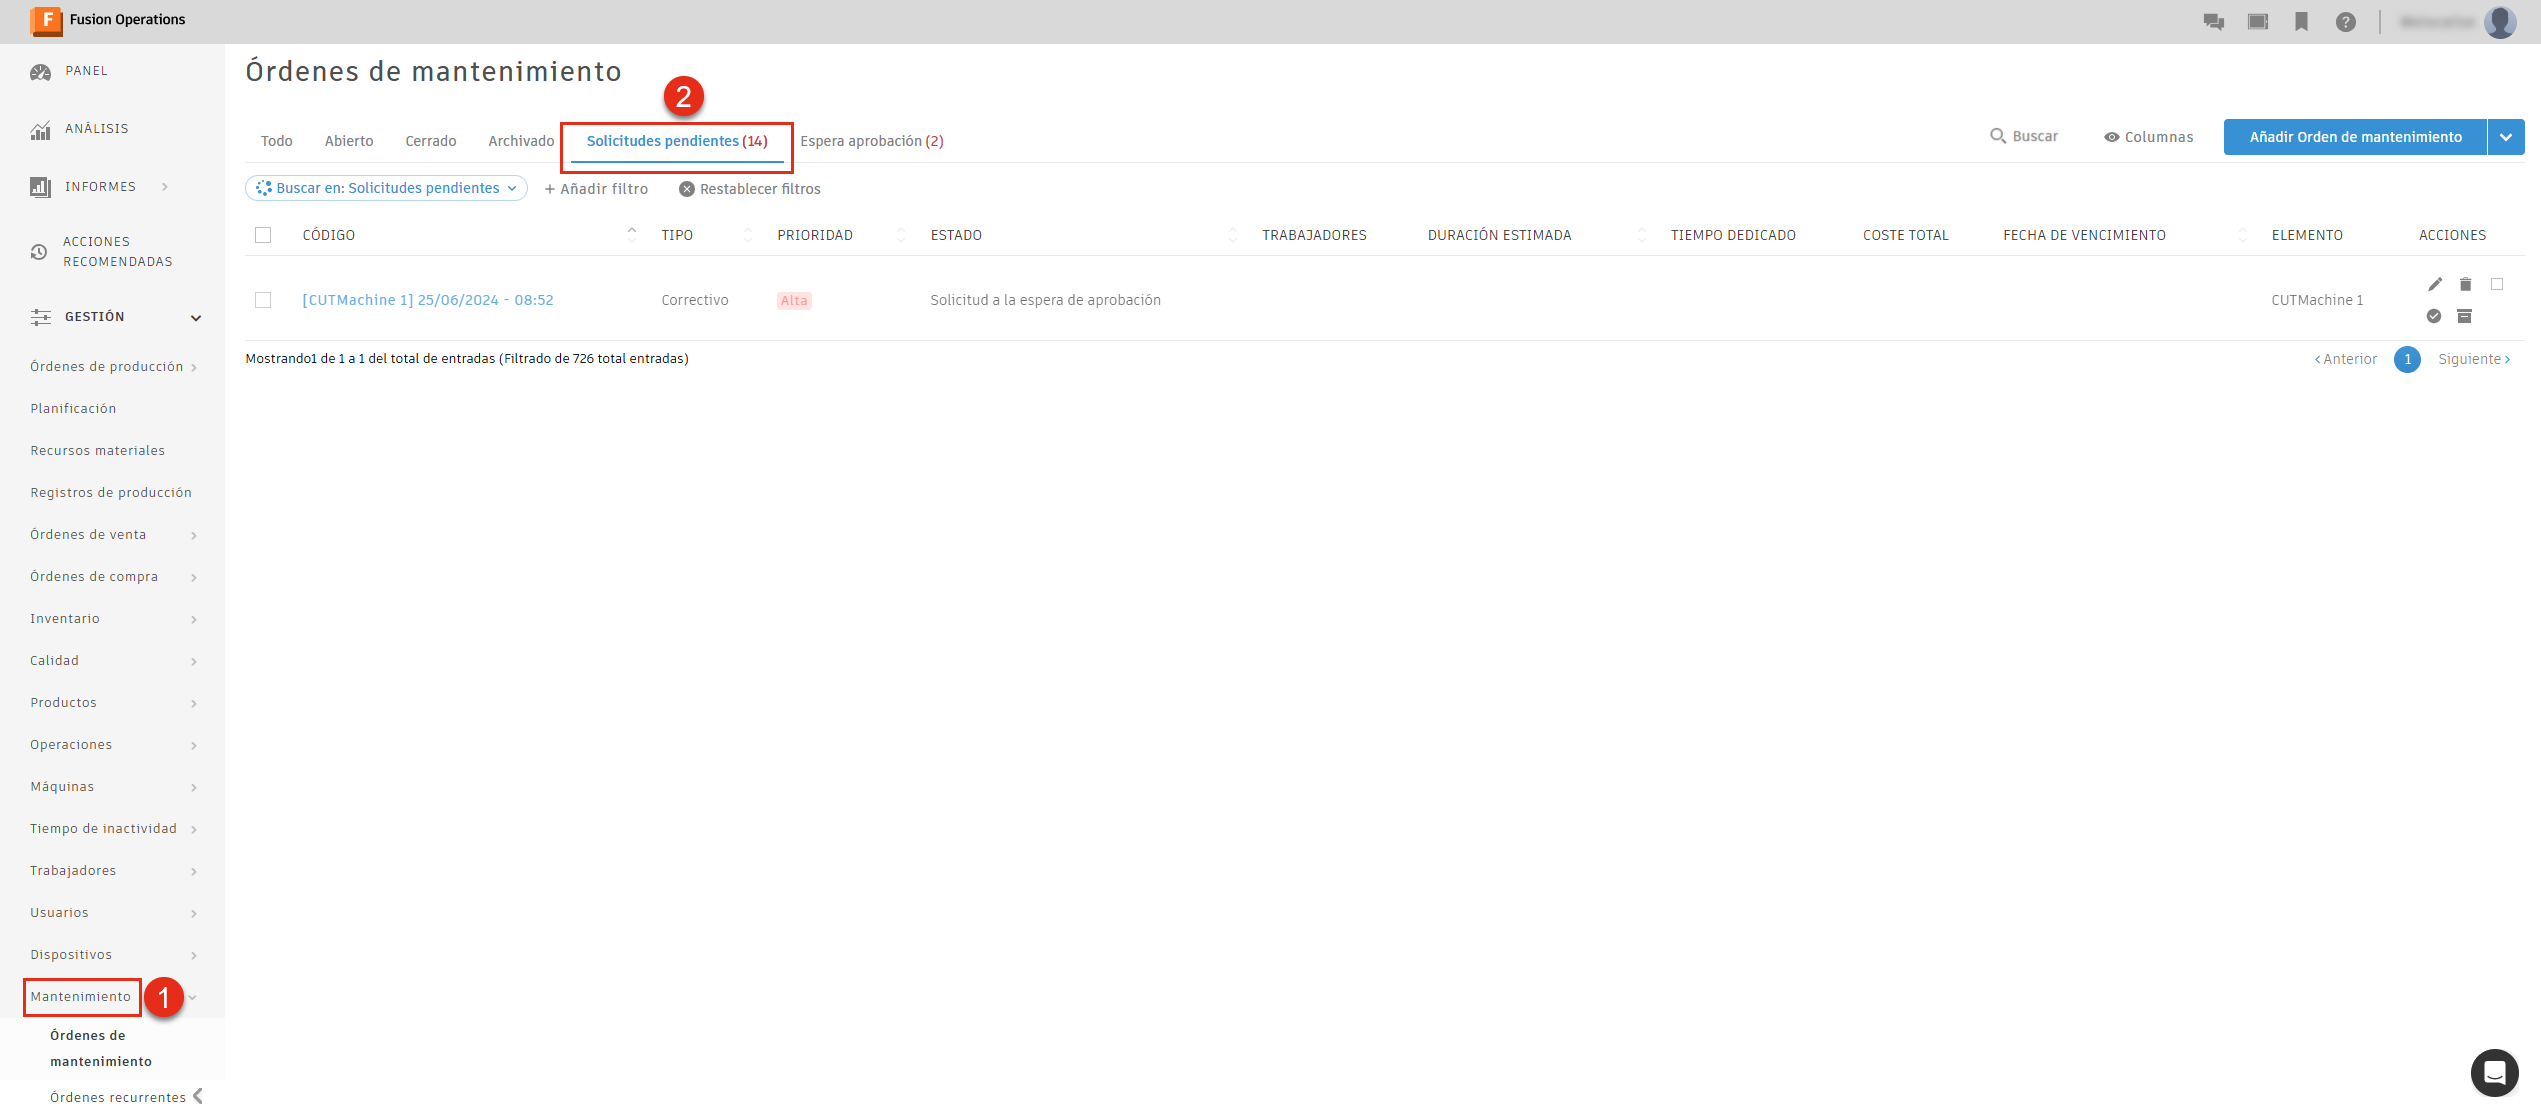 F Fusion Operations
PANEL
ANÁLISIS
INFORMES
ACCIONES
RECOMENDADAS
GESTIÓN
Órdenes de producción
Planificación
Recursos materiales
Registros de producción
Órdenes de venta
Órdenes de compra
Inventario
Calidad
Productos
Operaciones
Máquinas
Tiempo de inactividad
Trabajadores
Usuarios
Dispositivos
Mantenimiento 1
Órdenes de
mantenimiento
Órdenes recurrentes
Órdenes de mantenimiento
2
Todo Abierto Cerrado Archivado Solicitudes pendientes (14) Espera aprobación (2)
Buscar Columnas Añadir Orden de mantenimiento
Buscar en: Solicitudes pendientes + Añadir filtro Restablecer filtros
CÓDIGO TIPO PRIORIDAD ESTADO TRABAJADORES DURACIÓN ESTIMADA TIEMPO DEDICADO COSTE TOTAL FECHA DE VENCIMIENTO ELEMENTO ACCIONES
[CUTMachine 1] 25/06/2024 - 08:52 Correctivo Alta Solicitud a la espera de aprobación CUTMachine 1
Mostrando1 de 1 a 1 del total de entradas (Filtrado de 726 total entradas)
‹ Anterior 1 Siguiente ›